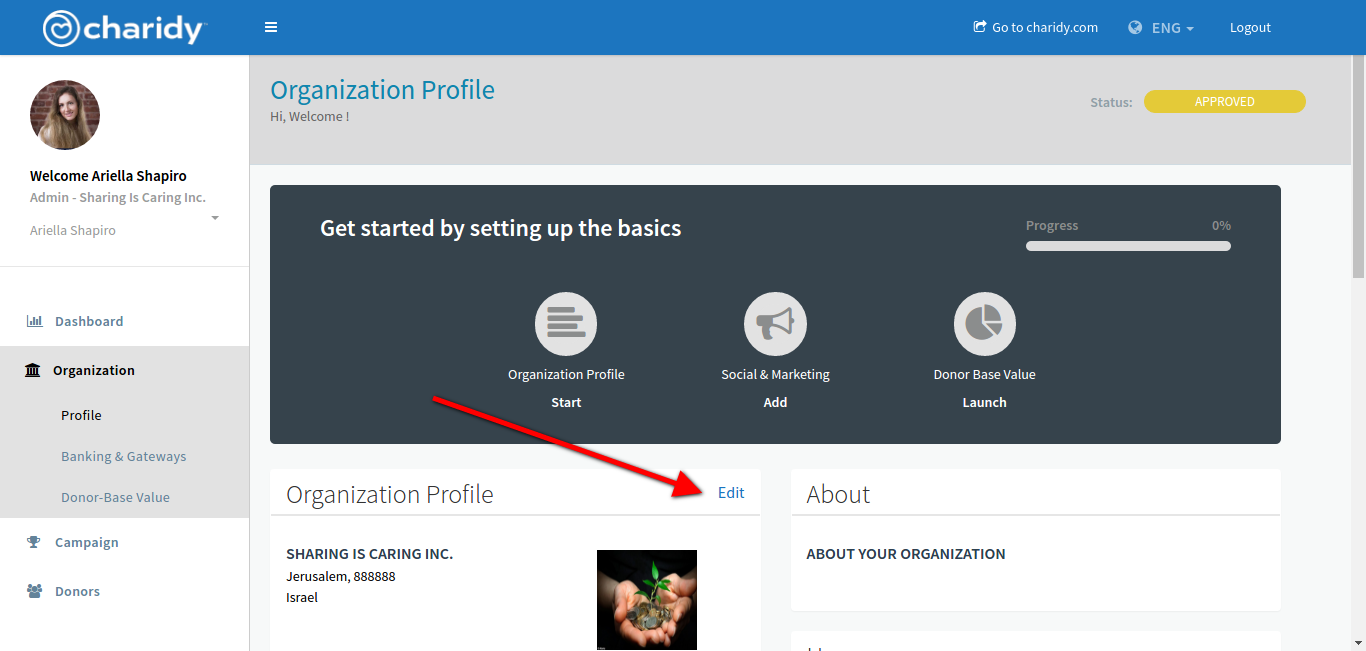 charidy
Go to charidy.com
ENG
Logout
Welcome Ariella Shapiro
Admin - Sharing Is Caring Inc.
Ariella Shapiro
Dashboard
Organization
Profile
Banking & Gateways
Donor-Base Value
Campaign
Donors
Organization Profile
Hi, Welcome !
Status:
APPROVED
Get started by setting up the basics
Progress
0%
Organization Profile
Start
Social & Marketing
Add
Donor Base Value
Launch
Organization Profile
Edit
SHARING IS CARING INC.
Jerusalem, 888888
Israel
About
ABOUT YOUR ORGANIZATION